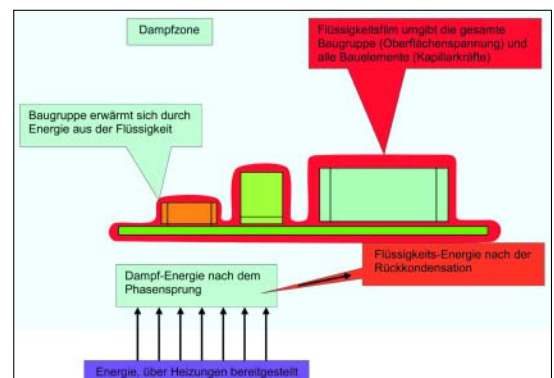 Dampfzone
Flüssigkeitsfilm umgibt die gesamte
Baugruppe (Oberflächenspannung) und
alle Bauelemente (Kapillarkräfte)
Baugruppe erwärmt sich durch
Energie aus der Flüssigkeit
Flüssigkeits-Energie nach der
Rückkondensation
Dampf-Energie nach dem
Phasensprung
Energie, über Heizungen bereitgestellt